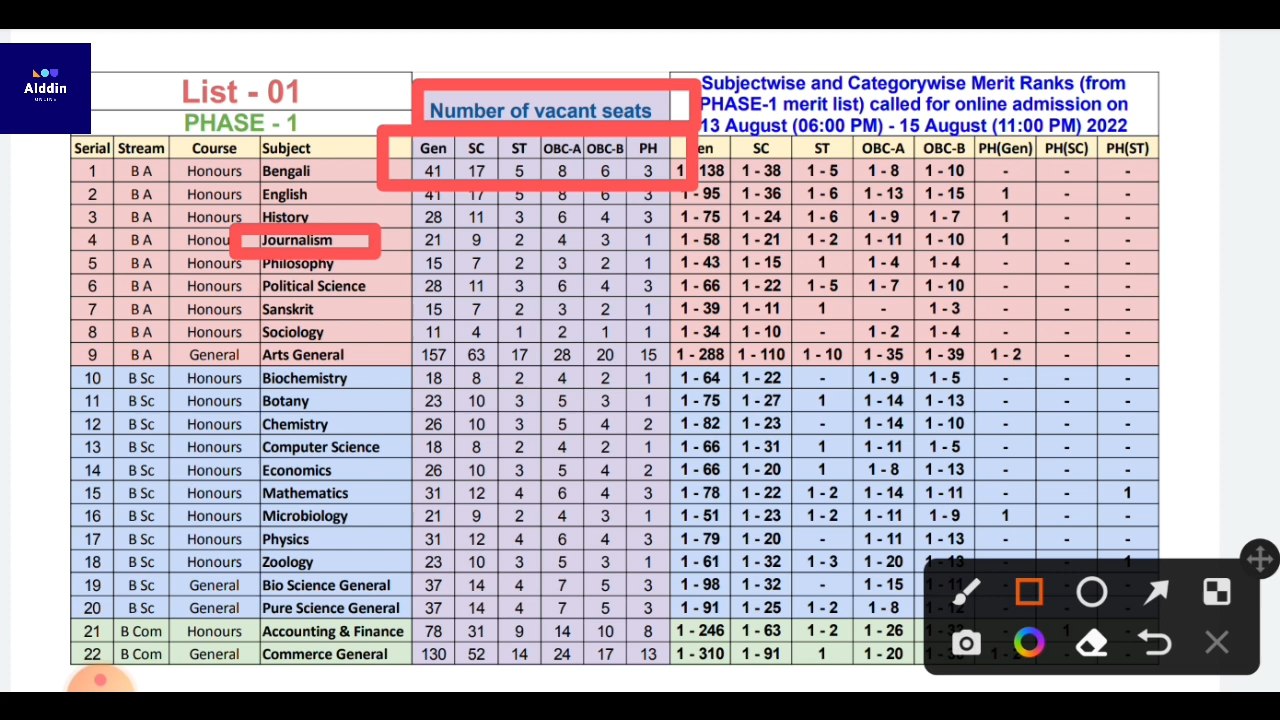 Alddin
ONLINE
List - 01
PHASE - 1
Number of vacant seats
Subjectwise and Categorywise Merit Ranks (from
PHASE-1 merit list) called for online admission on
13 August (06:00 PM) - 15 August (11:00 PM) 2022
Serial Stream Course Subject Gen SC ST OBC-A OBC-B PH Gen SC ST OBC-A OBC-B PH(Gen) PH(SC) PH(ST)
1 B A Honours Bengali 41 17 5 8 6 3 1 - 138 1 - 38 1 - 5 1 - 8 1 - 10 - - -
2 B A Honours English 41 17 5 8 6 3 1 - 95 1 - 36 1 - 6 1 - 13 1 - 15 1 - -
3 B A Honours History 28 11 3 6 4 3 1 - 75 1 - 24 1 - 6 1 - 9 1 - 7 1 - -
4 B A Honours Journalism 21 9 2 4 3 1 1 - 58 1 - 21 1 - 2 1 - 11 1 - 10 1 - -
5 B A Honours Philosophy 15 7 2 3 2 1 1 - 43 1 - 15 1 1 - 4 1 - 4 - - -
6 B A Honours Political Science 28 11 3 6 4 3 1 - 66 1 - 22 1 - 5 1 - 7 1 - 10 - - -
7 B A Honours Sanskrit 15 7 2 3 2 1 1 - 39 1 - 11 1 - 1 - 3 - - -
8 B A Honours Sociology 11 4 1 2 1 1 1 - 34 1 - 10 - 1 - 2 1 - 4 - - -
9 B A General Arts General 157 63 17 28 20 15 1 - 288 1 - 110 1 - 10 1 - 35 1 - 39 1 - 2 - -
10 B Sc Honours Biochemistry 18 8 2 4 2 1 1 - 64 1 - 22 - 1 - 9 1 - 5 - - -
11 B Sc Honours Botany 23 10 3 5 3 1 1 - 75 1 - 27 1 1 - 14 1 - 13 - - -
12 B Sc Honours Chemistry 26 10 3 5 4 2 1 - 82 1 - 23 - 1 - 14 1 - 10 - - -
13 B Sc Honours Computer Science 18 8 2 4 2 1 1 - 66 1 - 31 1 1 - 11 1 - 5 - - -
14 B Sc Honours Economics 26 10 3 5 4 2 1 - 66 1 - 20 1 1 - 8 1 - 13 - - -
15 B Sc Honours Mathematics 31 12 4 6 4 3 1 - 78 1 - 22 1 - 2 1 - 14 1 - 11 - - 1
16 B Sc Honours Microbiology 21 9 2 4 3 1 1 - 51 1 - 23 1 - 2 1 - 11 1 - 9 1 - -
17 B Sc Honours Physics 31 12 4 6 4 3 1 - 79 1 - 20 - 1 - 11 1 - 13 - - -
18 B Sc Honours Zoology 23 10 3 5 3 1 1 - 61 1 - 32 1 - 3 1 - 20 1 - 13 - - 1
19 B Sc General Bio Science General 37 14 4 7 5 3 1 - 98 1 - 32 - 1 - 15 1 - 11
20 B Sc General Pure Science General 37 14 4 7 5 3 1 - 91 1 - 25 1 - 2 1 - 8 1 - 12
21 B Com Honours Accounting & Finance 78 31 9 14 10 8 1 - 246 1 - 63 1 - 2 1 - 26
22 B Com General Commerce General 130 52 14 24 17 13 1 - 310 1 - 91 1 1 - 20